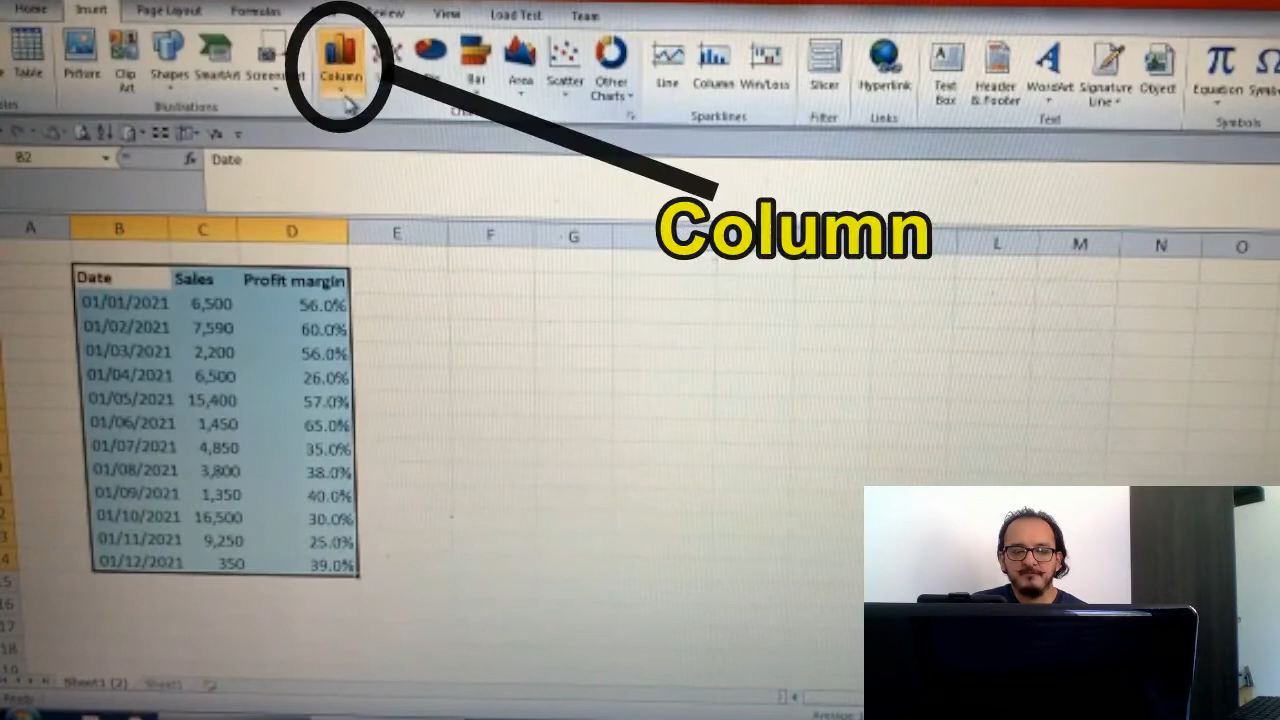 Home Insert Page Layout Formulas Review View Load Test Team
Table Picture Clip Art Shapes SmartArt Column Bar Area Scatter Other Charts Line Column Win/Loss Slicer Hyperlink Text Box Header & Footer WordArt Signature Line Object Equation
Illustrations Sparklines Filter Links Text Symbols
B2 fx Date
Column
A B C D E F G L M N O
Date Sales Profit margin
01/01/2021 6,500 56.0%
01/02/2021 7,590 60.0%
01/03/2021 2,200 56.0%
01/04/2021 6,500 26.0%
01/05/2021 15,400 57.0%
01/06/2021 1,450 65.0%
01/07/2021 4,850 35.0%
01/08/2021 3,800 38.0%
01/09/2021 1,350 40.0%
01/10/2021 16,500 30.0%
01/11/2021 9,250 25.0%
01/12/2021 350 39.0%
15
16
17
18
Sheet1 (2) Sheet1
Ready